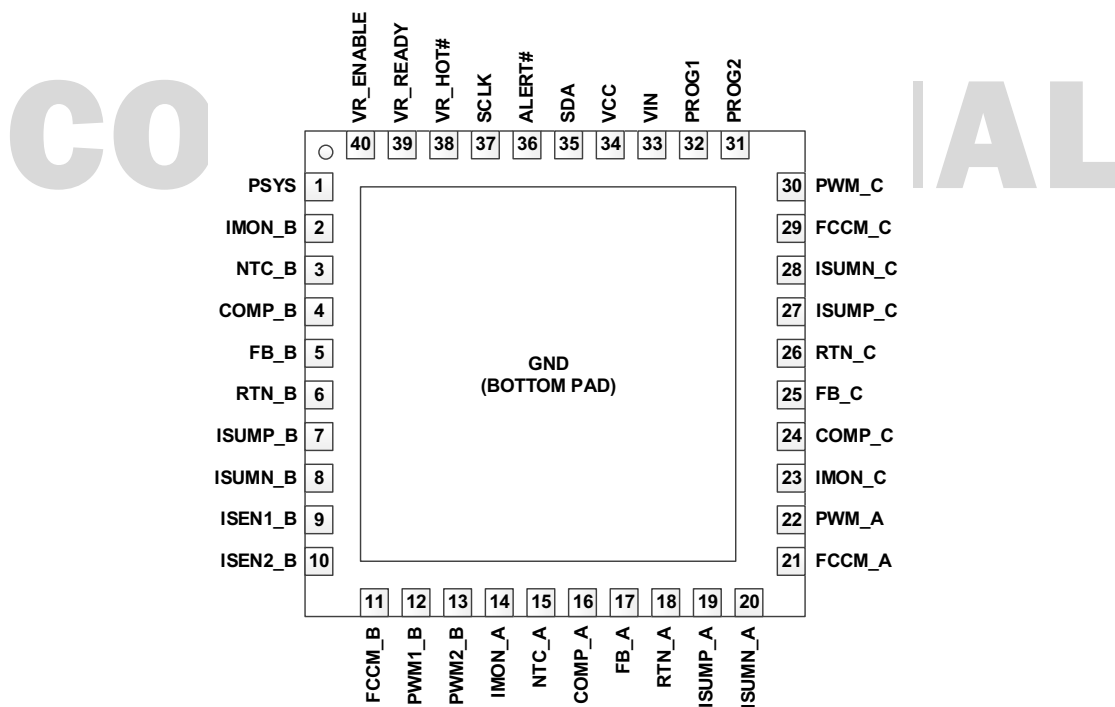 CO
IAL
VR_ENABLE
VR_READY
VR_HOT#
SCLK
ALERT#
SDA
VCC
VIN
PROG1
PROG2
40 39 38 37 36 35 34 33 32 31
PSYS 1
IMON_B 2
NTC_B 3
COMP_B 4
FB_B 5
RTN_B 6
ISUMP_B 7
ISUMN_B 8
ISEN1_B 9
ISEN2_B 10
GND
(BOTTOM PAD)
30 PWM_C
29 FCCM_C
28 ISUMN_C
27 ISUMP_C
26 RTN_C
25 FB_C
24 COMP_C
23 IMON_C
22 PWM_A
21 FCCM_A
11 12 13 14 15 16 17 18 19 20
FCCM_B
PWM1_B
PWM2_B
IMON_A
NTC_A
COMP_A
FB_A
RTN_A
ISUMP_A
ISUMN_A